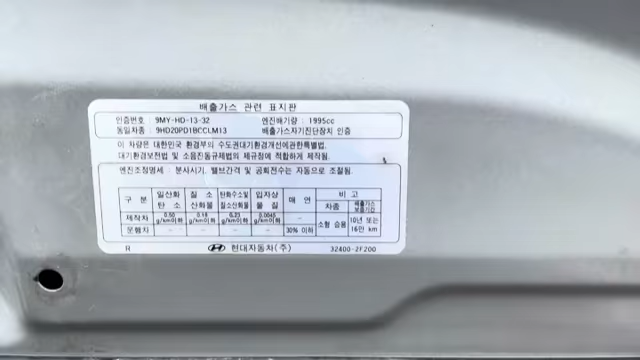 배출가스 관련 표지판
인증번호 : 9MY-HD-13-32 엔진배기량 : 1995cc
동일차종 : 9HD20PD1BCCLM13 배출가스자기진단장치 인증
이 차량은 대한민국 환경부의 수도권대기환경개선에관한특별법,
대기환경보전법 및 소음진동규제법의 제규정에 적합하게 제작됨.
엔진조정명세 : 분사시기, 밸브간격 및 공회전수는 자동으로 조절됨.
구 분 일산화탄소 질소산화물 탄화수소및질소산화물 입자상물질 매 연 비 고
차종 배출가스보증기간
제작차 0.50 g/km이하 0.18 g/km이하 0.23 g/km이하 0.0045 g/km이하 - 소형 승용 10년 또는 16만 km
운행차 - - - - 30% 이하
R 현대자동차(주) 32400-2F200